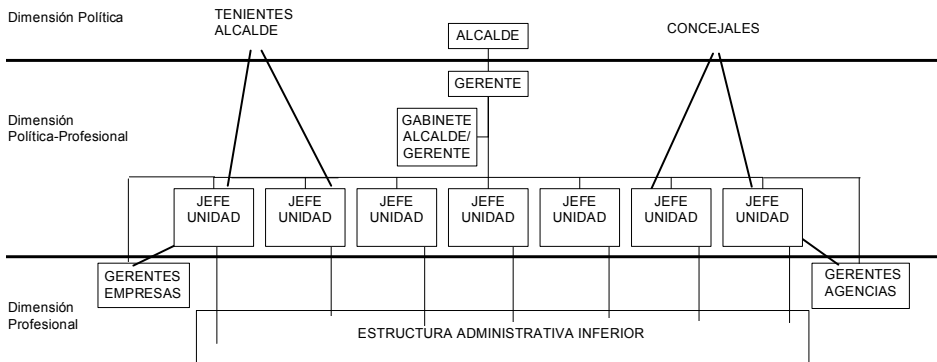 Dimensión Política
TENIENTES
ALCALDE
ALCALDE
CONCEJALES
GERENTE
Dimensión
Política-Profesional
GABINETE
ALCALDE/
GERENTE
JEFE
UNIDAD
JEFE
UNIDAD
JEFE
UNIDAD
JEFE
UNIDAD
JEFE
UNIDAD
JEFE
UNIDAD
JEFE
UNIDAD
GERENTES
EMPRESAS
GERENTES
AGENCIAS
Dimensión
Profesional
ESTRUCTURA ADMINISTRATIVA INFERIOR